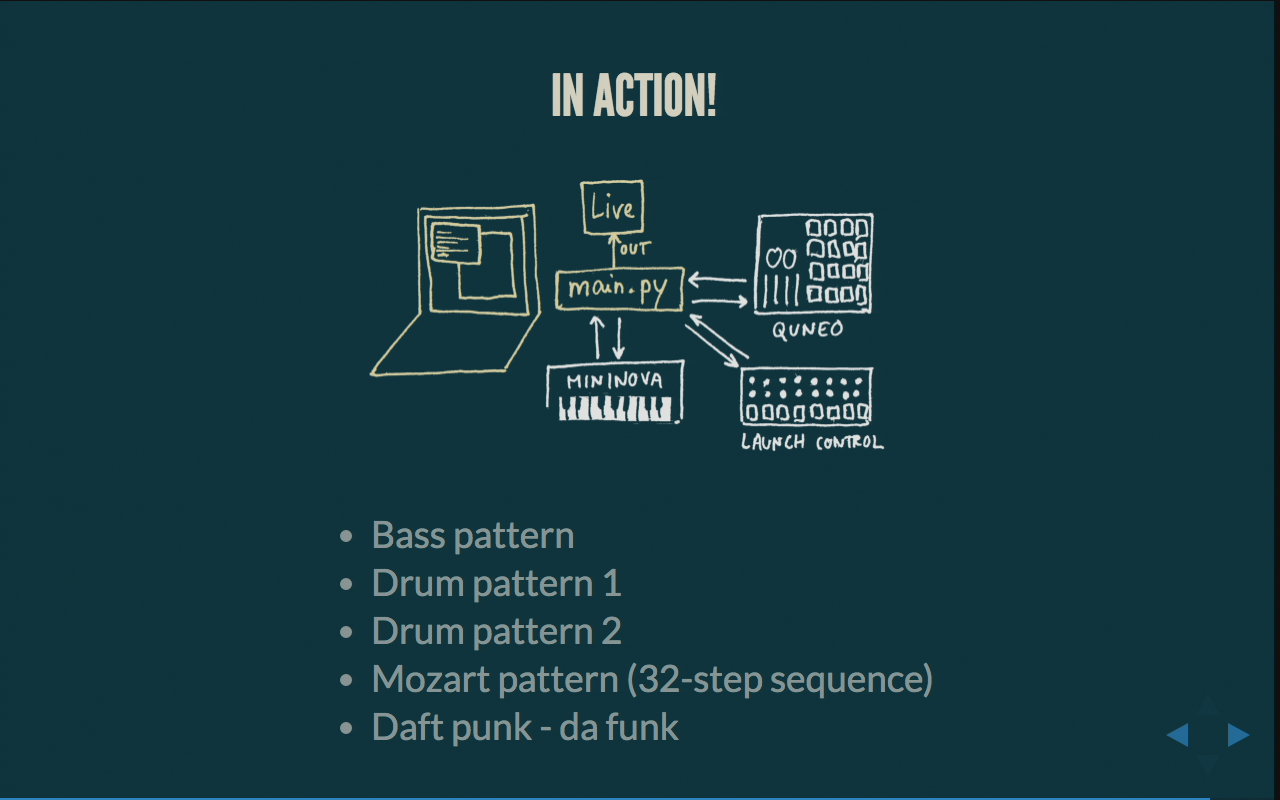 IN ACTION!
Live
OUT
main.py
QUNEO
MININOVA
LAUNCH CONTROL
• Bass pattern
• Drum pattern 1
• Drum pattern 2
• Mozart pattern (32-step sequence)
• Daft punk - da funk